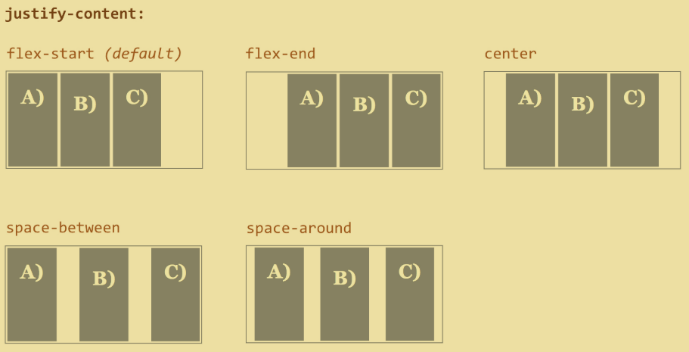 justify-content:
flex-start (default)
flex-end
center
A) B) C)
A) B) C)
A) B) C)
space-between
space-around
A) B) C)
A) B) C)